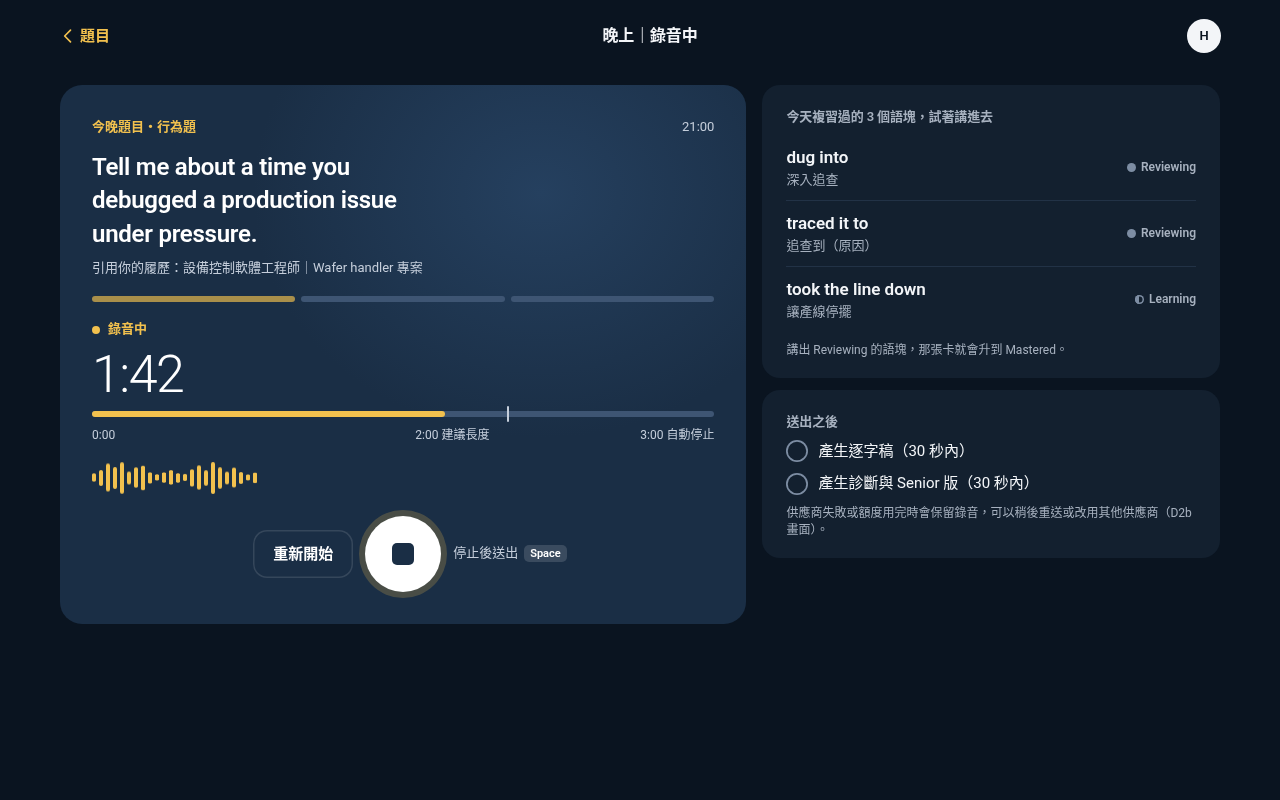 題目
晚上｜錄音中
H
今晚題目・行為題
21:00
Tell me about a time you
debugged a production issue
under pressure.
引用你的履歷：設備控制軟體工程師｜Wafer handler 專案
錄音中
1:42
0:00
2:00 建議長度
3:00 自動停止
重新開始
停止後送出 Space
今天複習過的 3 個語塊，試著講進去
dug into
深入追查
Reviewing
traced it to
追查到（原因）
Reviewing
took the line down
讓產線停擺
Learning
講出 Reviewing 的語塊，那張卡就會升到 Mastered。
送出之後
產生逐字稿（30 秒內）
產生診斷與 Senior 版（30 秒內）
供應商失敗或額度用完時會保留錄音，可以稍後重送或改用其他供應商（D2b
畫面）。